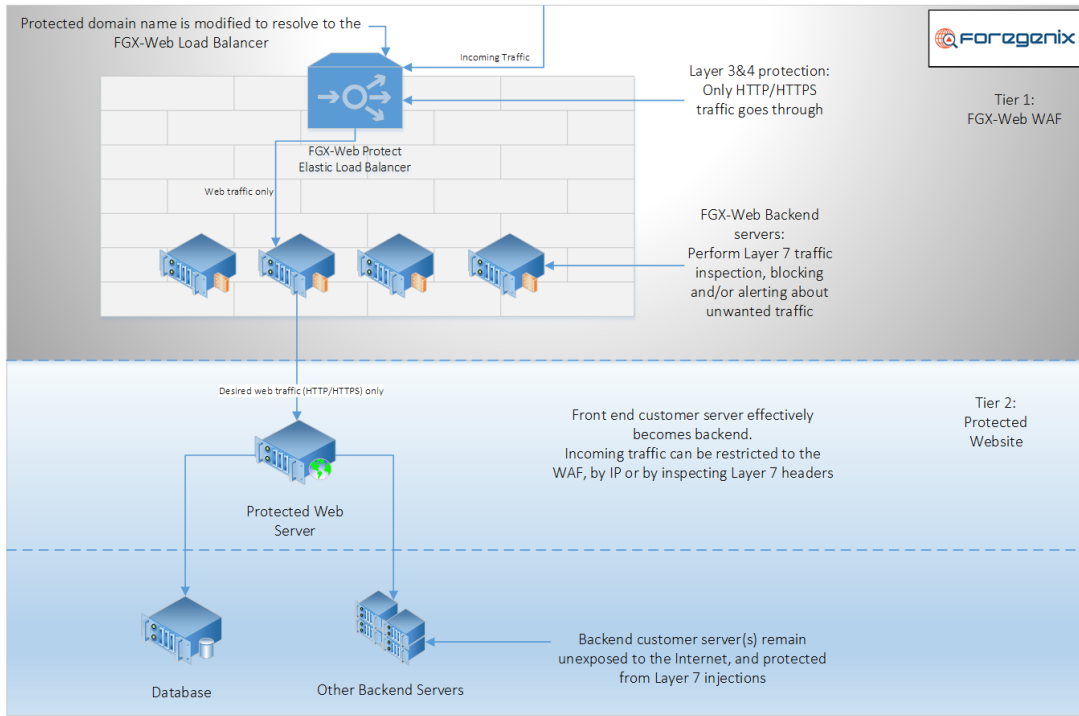 Protected domain name is modified to resolve to the
FGX-Web Load Balancer
Incoming Traffic
Foregenix
Layer 3&4 protection:
Only HTTP/HTTPS
traffic goes through
Tier 1:
FGX-Web WAF
FGX-Web Protect
Elastic Load Balancer
Web traffic only
FGX-Web Backend
servers:
Perform Layer 7 traffic
inspection, blocking
and/or alerting about
unwanted traffic
Desired web traffic (HTTP/HTTPS) only
Tier 2:
Protected
Website
Front end customer server effectively
becomes backend.
Incoming traffic can be restricted to the
WAF, by IP or by inspecting Layer 7 headers
Protected Web
Server
Backend customer server(s) remain
unexposed to the Internet, and protected
from Layer 7 injections
Database
Other Backend Servers